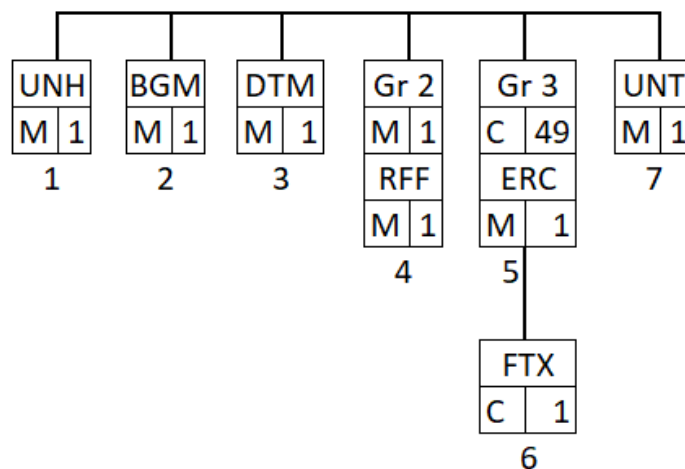 UNH BGM DTM Gr 2 Gr 3 UNT
M 1 M 1 M 1 M 1 C 49 M 1
1 2 3 RFF ERC 7
M 1 M 1
4 5
FTX
C 1
6